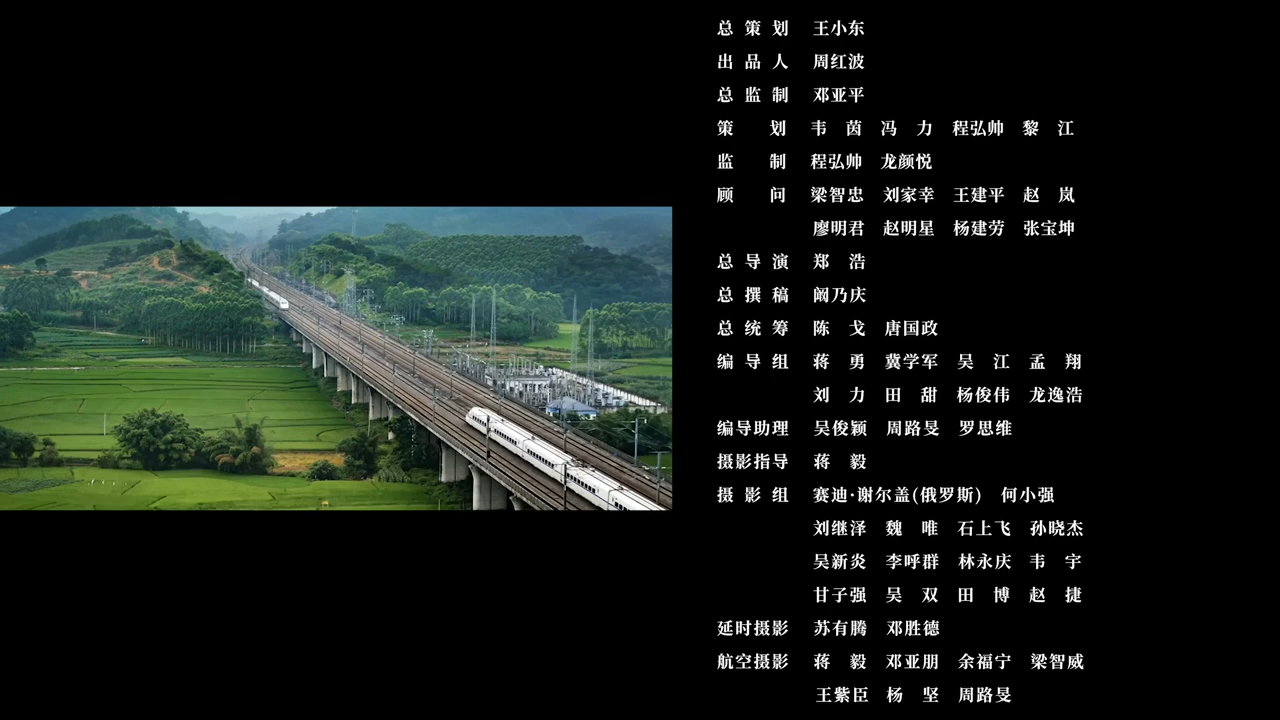 总策划 王小东
出品人 周红波
总监制 邓亚平
策划 韦茵 冯力 程弘帅 黎江
监制 程弘帅 龙颜悦
顾问 梁智忠 刘家幸 王建平 赵岚
廖明君 赵明星 杨建劳 张宝坤
总导演 郑浩
总撰稿 阚乃庆
总统筹 陈戈 唐国政
编导组 蒋勇 冀学军 吴江 孟翔
刘力 田甜 杨俊伟 龙逸浩
编导助理 吴俊颖 周路旻 罗思维
摄影指导 蒋毅
摄影组 赛迪·谢尔盖(俄罗斯) 何小强
刘继泽 魏唯 石上飞 孙晓杰
吴新炎 李呼群 林永庆 韦宇
甘子强 吴双 田博 赵捷
延时摄影 苏有腾 邓胜德
航空摄影 蒋毅 邓亚朋 余福宁 梁智威
王紫臣 杨坚 周路旻